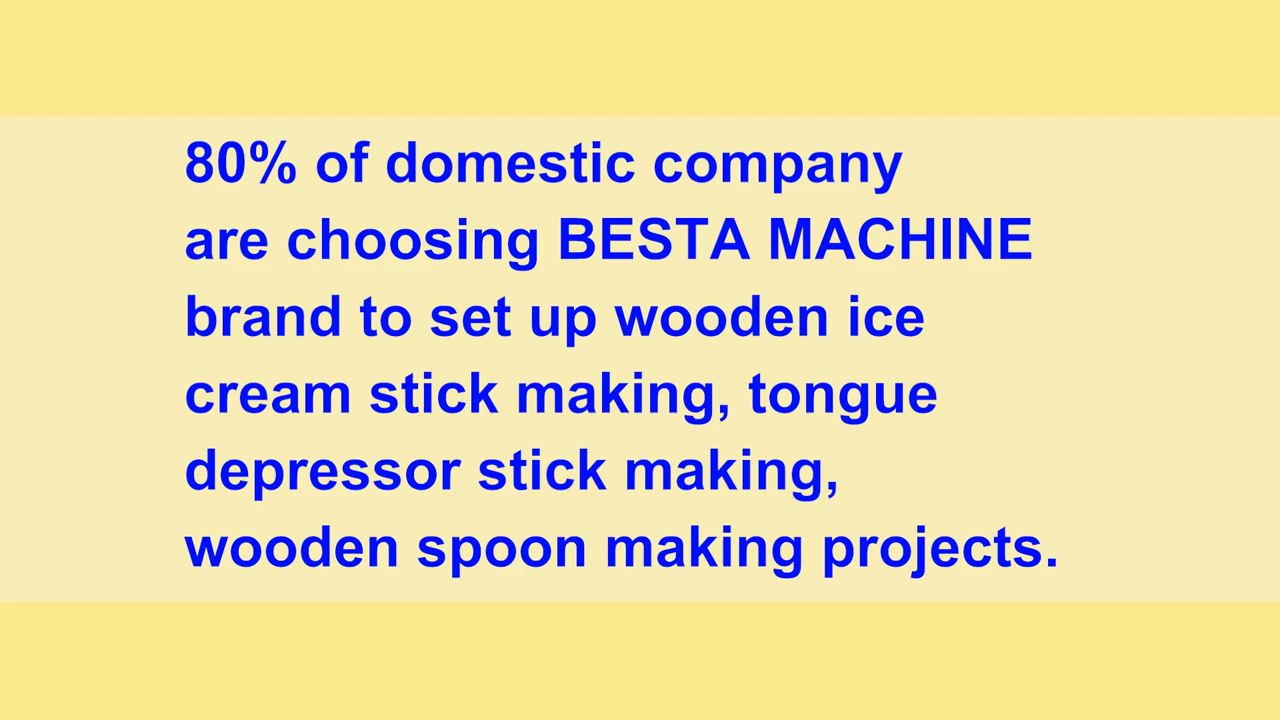 80% of domestic company
are choosing BESTA MACHINE
brand to set up wooden ice
cream stick making, tongue
depressor stick making,
wooden spoon making projects.